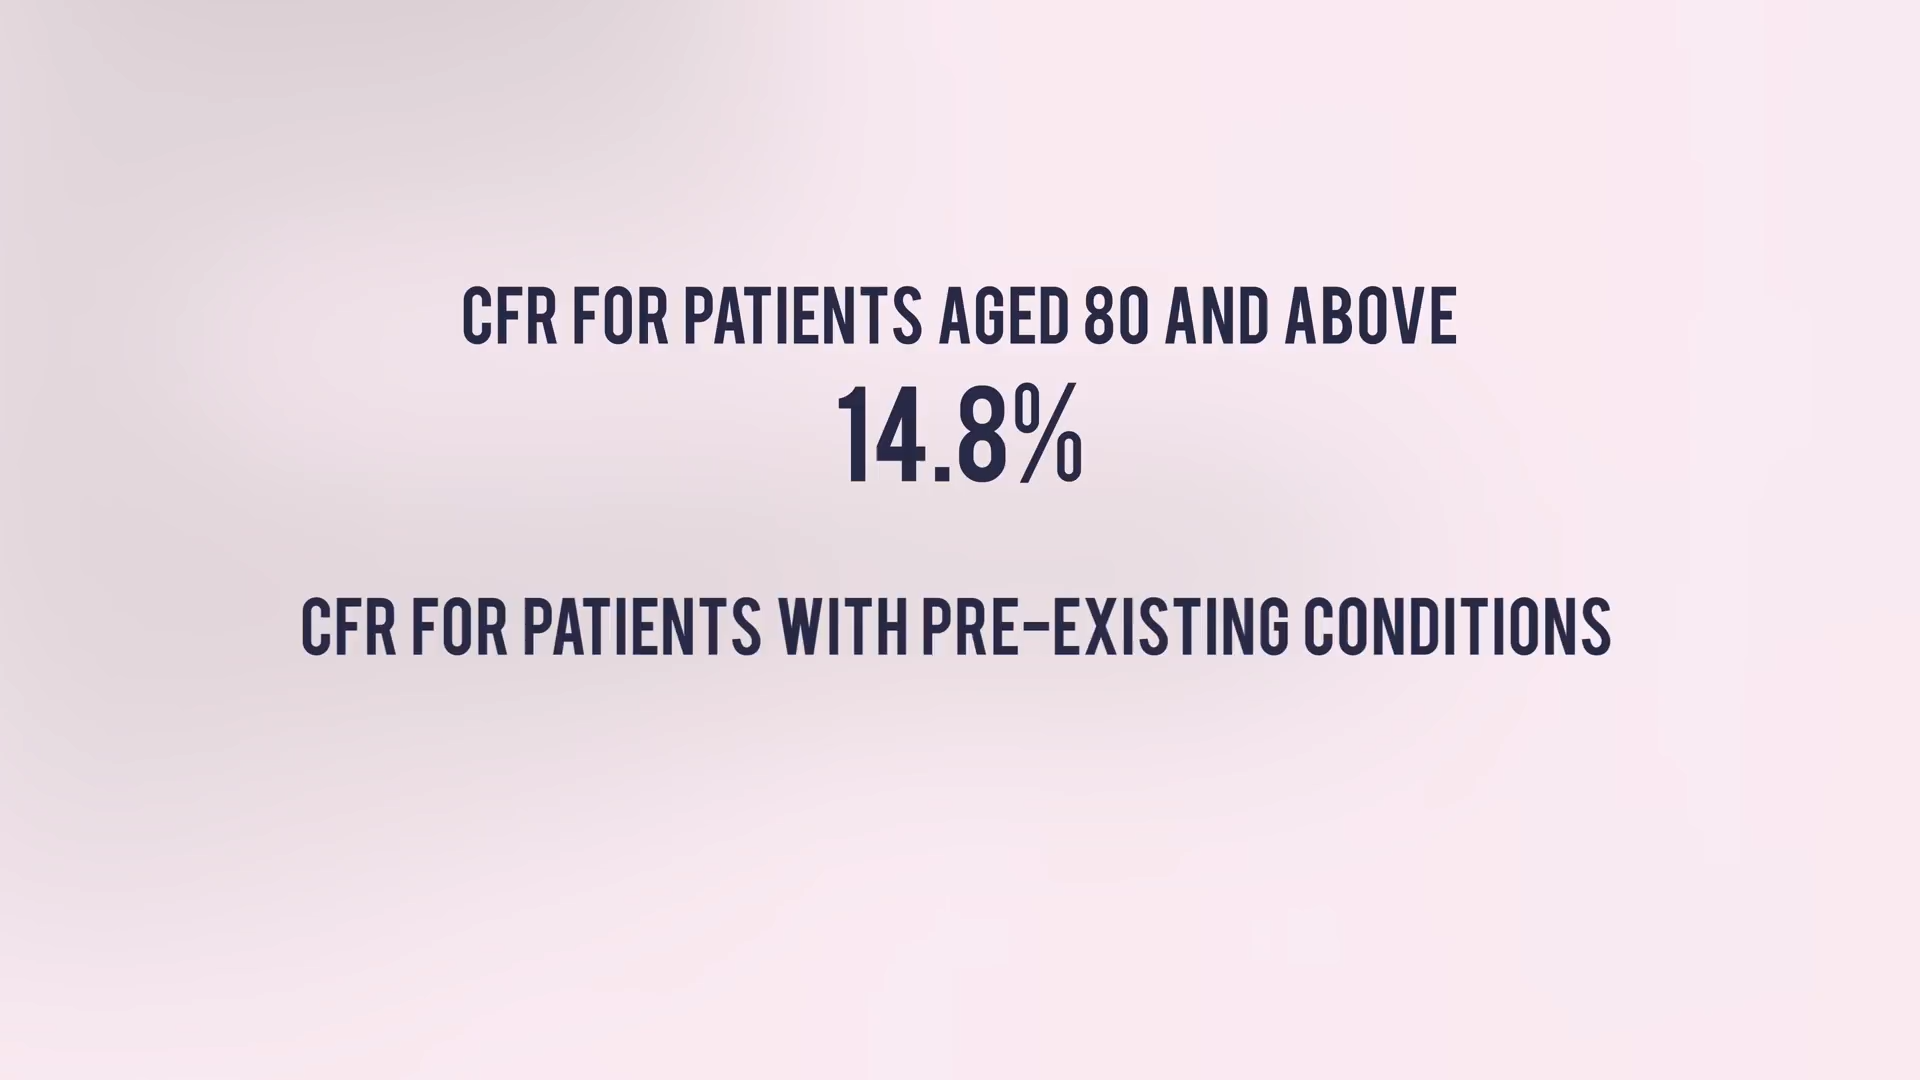 CFR FOR PATIENTS AGED 80 AND ABOVE
14.8%
CFR FOR PATIENTS WITH PRE-EXISTING CONDITIONS